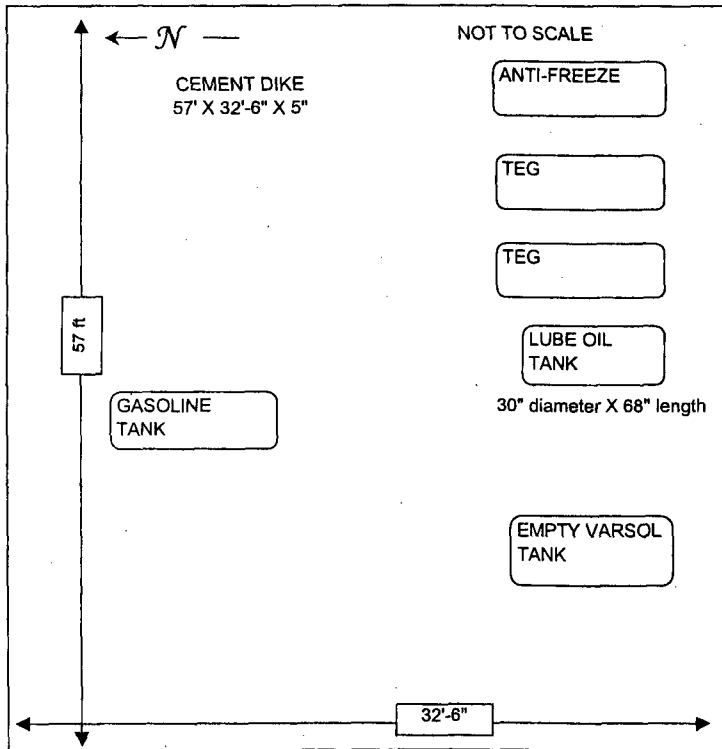 N
NOT TO SCALE
CEMENT DIKE
57' X 32'-6" X 5"
ANTI-FREEZE
TEG
TEG
57 ft
LUBE OIL
TANK
30" diameter X 68" length
GASOLINE
TANK
EMPTY VARSOL
TANK
32'-6"